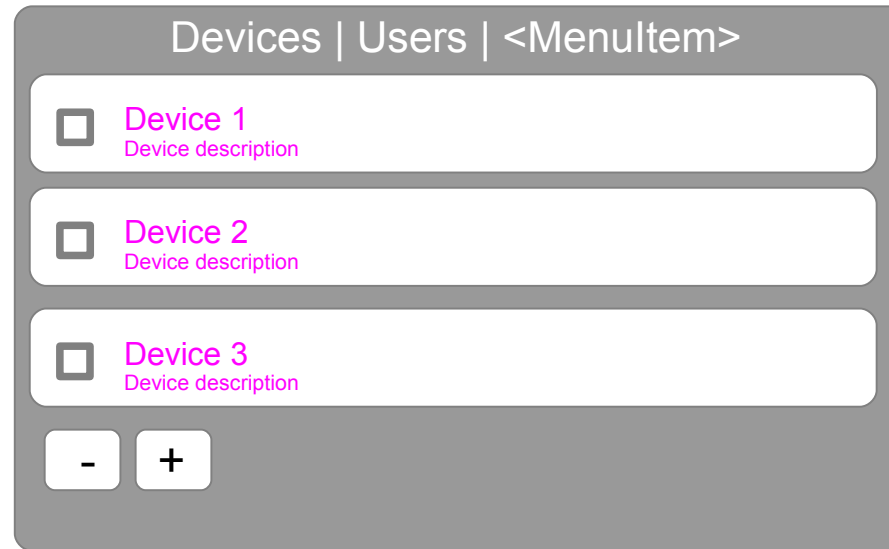 Devices | Users | <MenuItem>
Device 1
Device description
Device 2
Device description
Device 3
Device description
- +